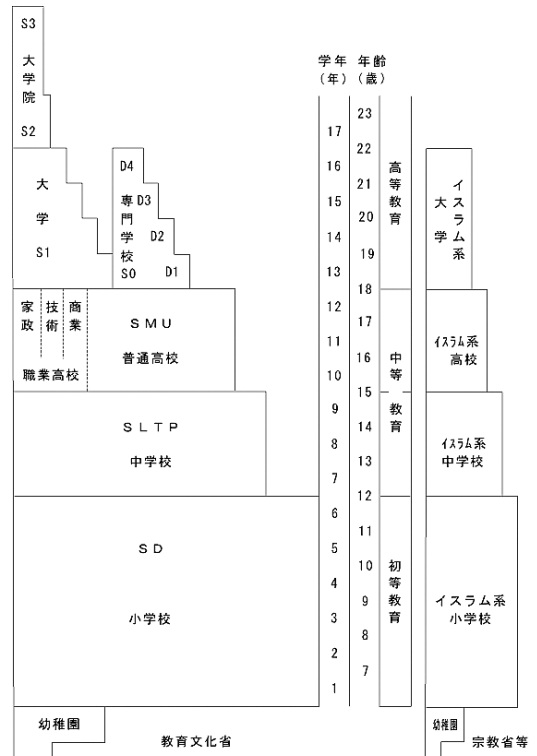 S3
大学院
S2
大学
S1
D4
専門学校
D3
D2
S0
D1
家政
技術
商業
職業高校
SMU
普通高校
SLTP
中学校
SD
小学校
幼稚園
教育文化省
学年
(年)
17
16
15
14
13
12
11
10
9
8
7
6
5
4
3
2
1
年齢
(歳)
23
22
21
20
19
18
17
16
15
14
13
12
11
10
9
8
7
高等教育
中等教育
初等教育
イスラム系
大学
イスラム系
高校
イスラム系
中学校
イスラム系
小学校
幼稚園
宗教省等